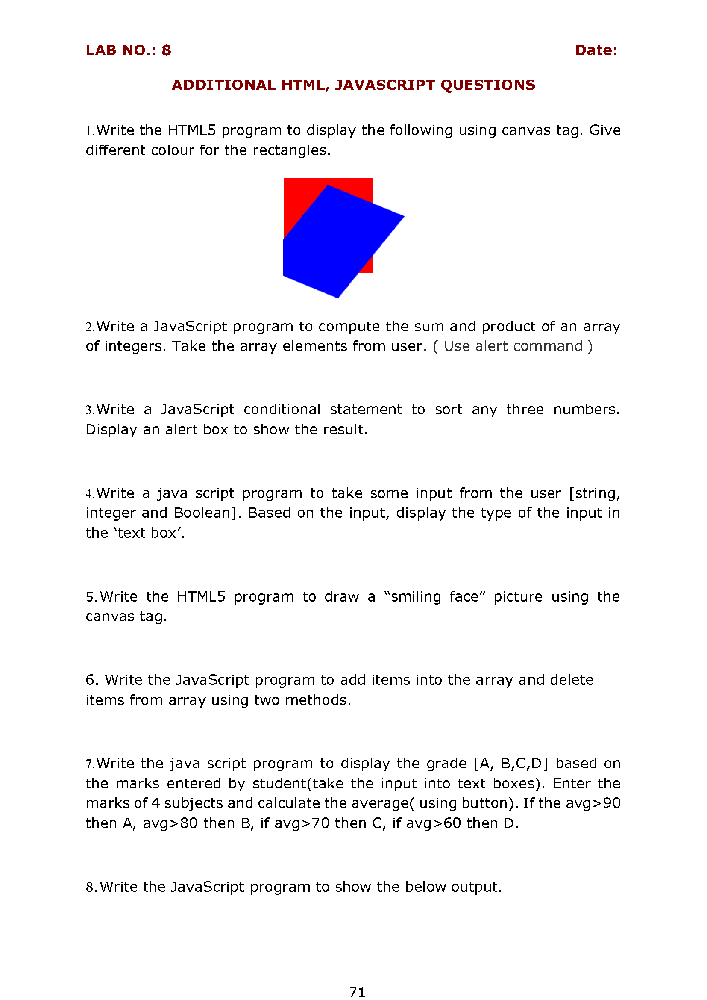 LAB NO.: 8 Date:
ADDITIONAL HTML, JAVASCRIPT QUESTIONS
1.Write the HTML5 program to display the following using canvas tag. Give
different colour for the rectangles.
2.Write a JavaScript program to compute the sum and product of an array
of integers. Take the array elements from user. ( Use alert command )
3.Write a JavaScript conditional statement to sort any three numbers.
Display an alert box to show the result.
4.Write a java script program to take some input from the user [string,
integer and Boolean]. Based on the input, display the type of the input in
the ‘text box’.
5.Write the HTML5 program to draw a “smiling face” picture using the
canvas tag.
6. Write the JavaScript program to add items into the array and delete
items from array using two methods.
7.Write the java script program to display the grade [A, B,C,D] based on
the marks entered by student(take the input into text boxes). Enter the
marks of 4 subjects and calculate the average( using button). If the avg>90
then A, avg>80 then B, if avg>70 then C, if avg>60 then D.
8.Write the JavaScript program to show the below output.
71